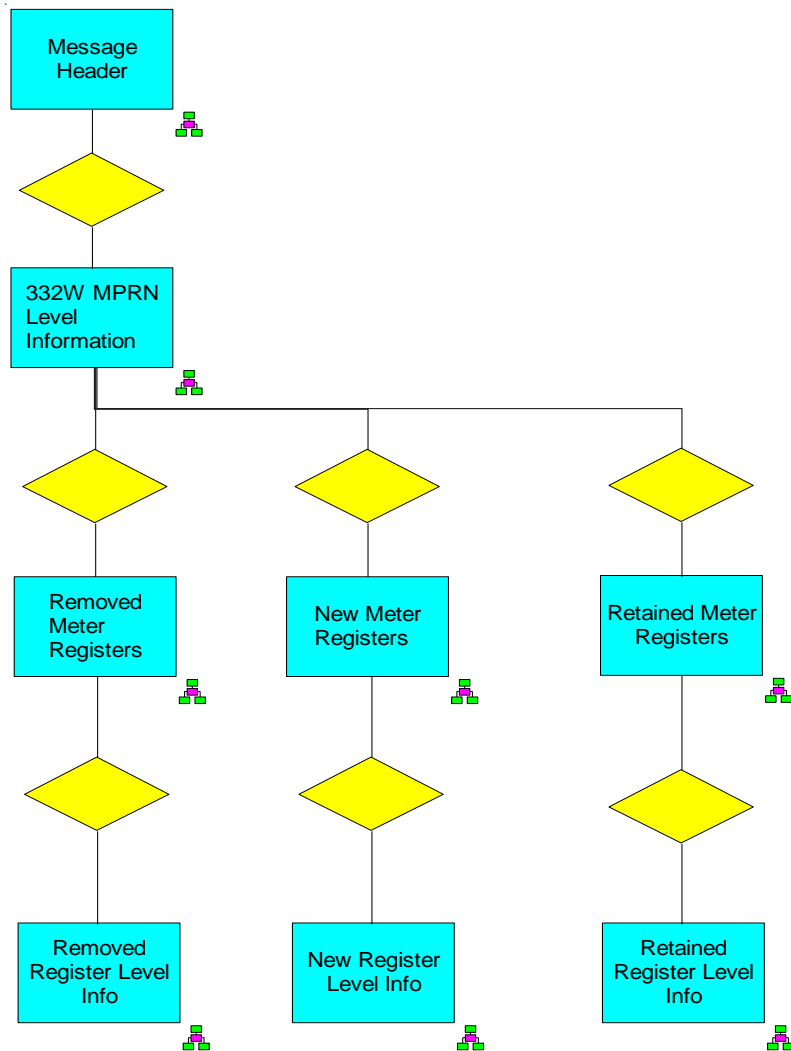 Message
Header
332W MPRN
Level
Information
Removed
Meter
Registers
New Meter
Registers
Retained Meter
Registers
Removed
Register Level
Info
New Register
Level Info
Retained
Register Level
Info